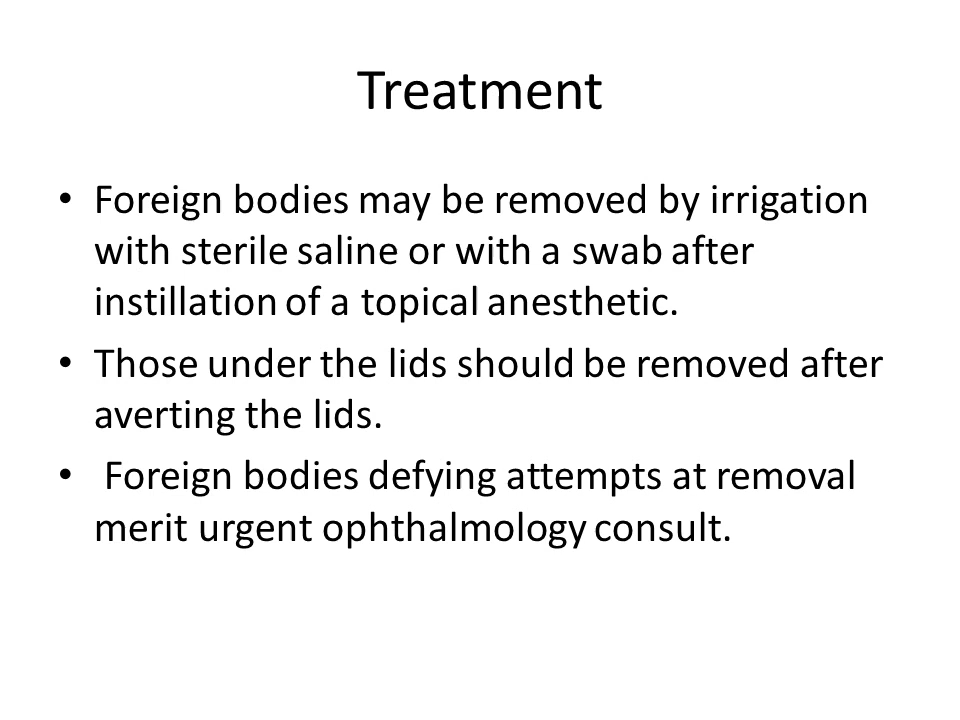 Treatment
• Foreign bodies may be removed by irrigation
with sterile saline or with a swab after
instillation of a topical anesthetic.
• Those under the lids should be removed after
averting the lids.
• Foreign bodies defying attempts at removal
merit urgent ophthalmology consult.